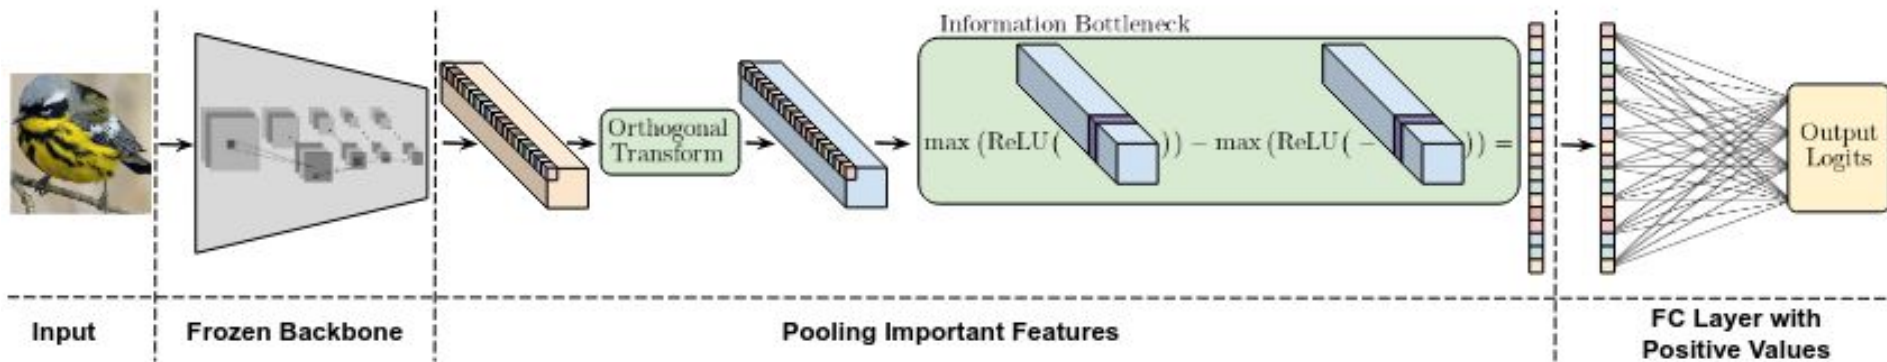 Information Bottleneck
Orthogonal
Transform
max (ReLU( )) − max (ReLU( − )) =
Output
Logits
Input
Frozen Backbone
Pooling Important Features
FC Layer with
Positive Values